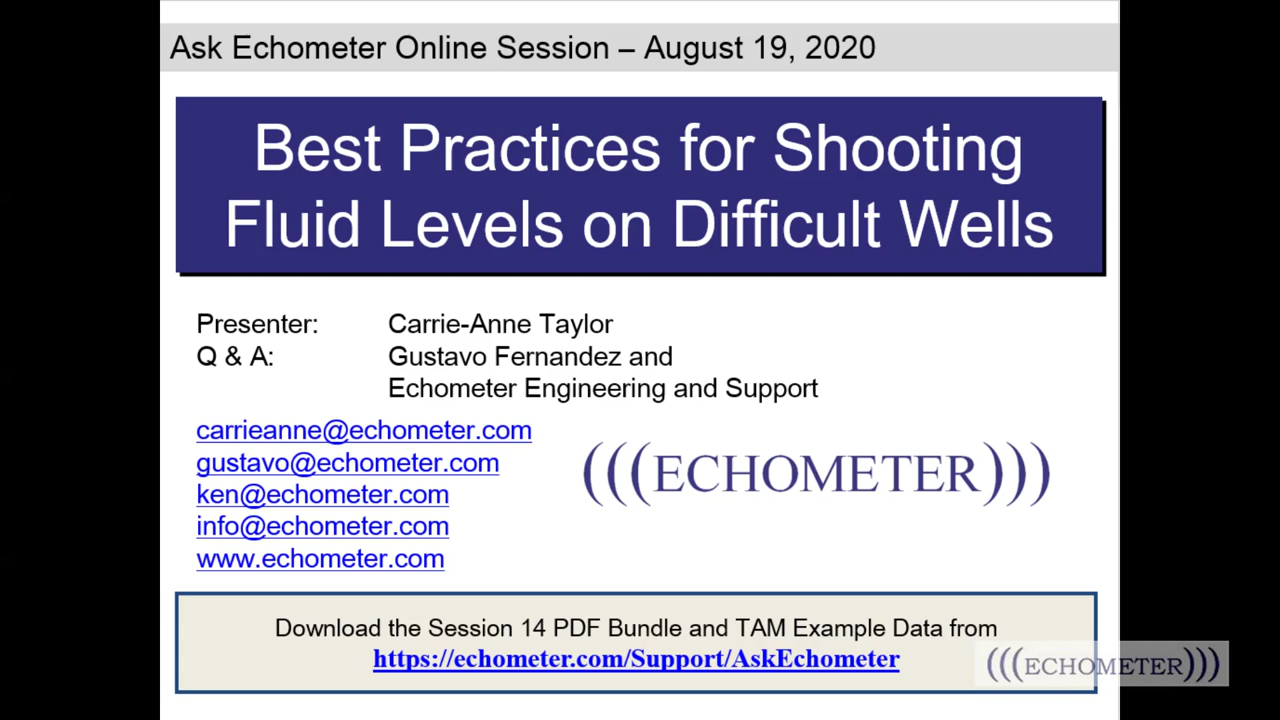 Ask Echometer Online Session – August 19, 2020
Best Practices for Shooting
Fluid Levels on Difficult Wells
Presenter: Carrie-Anne Taylor
Q & A: Gustavo Fernandez and
Echometer Engineering and Support
carrieanne@echometer.com
gustavo@echometer.com
ken@echometer.com
info@echometer.com
www.echometer.com
(((ECHOMETER)))
Download the Session 14 PDF Bundle and TAM Example Data from
https://echometer.com/Support/AskEchometer
(((ECHOMETER)))